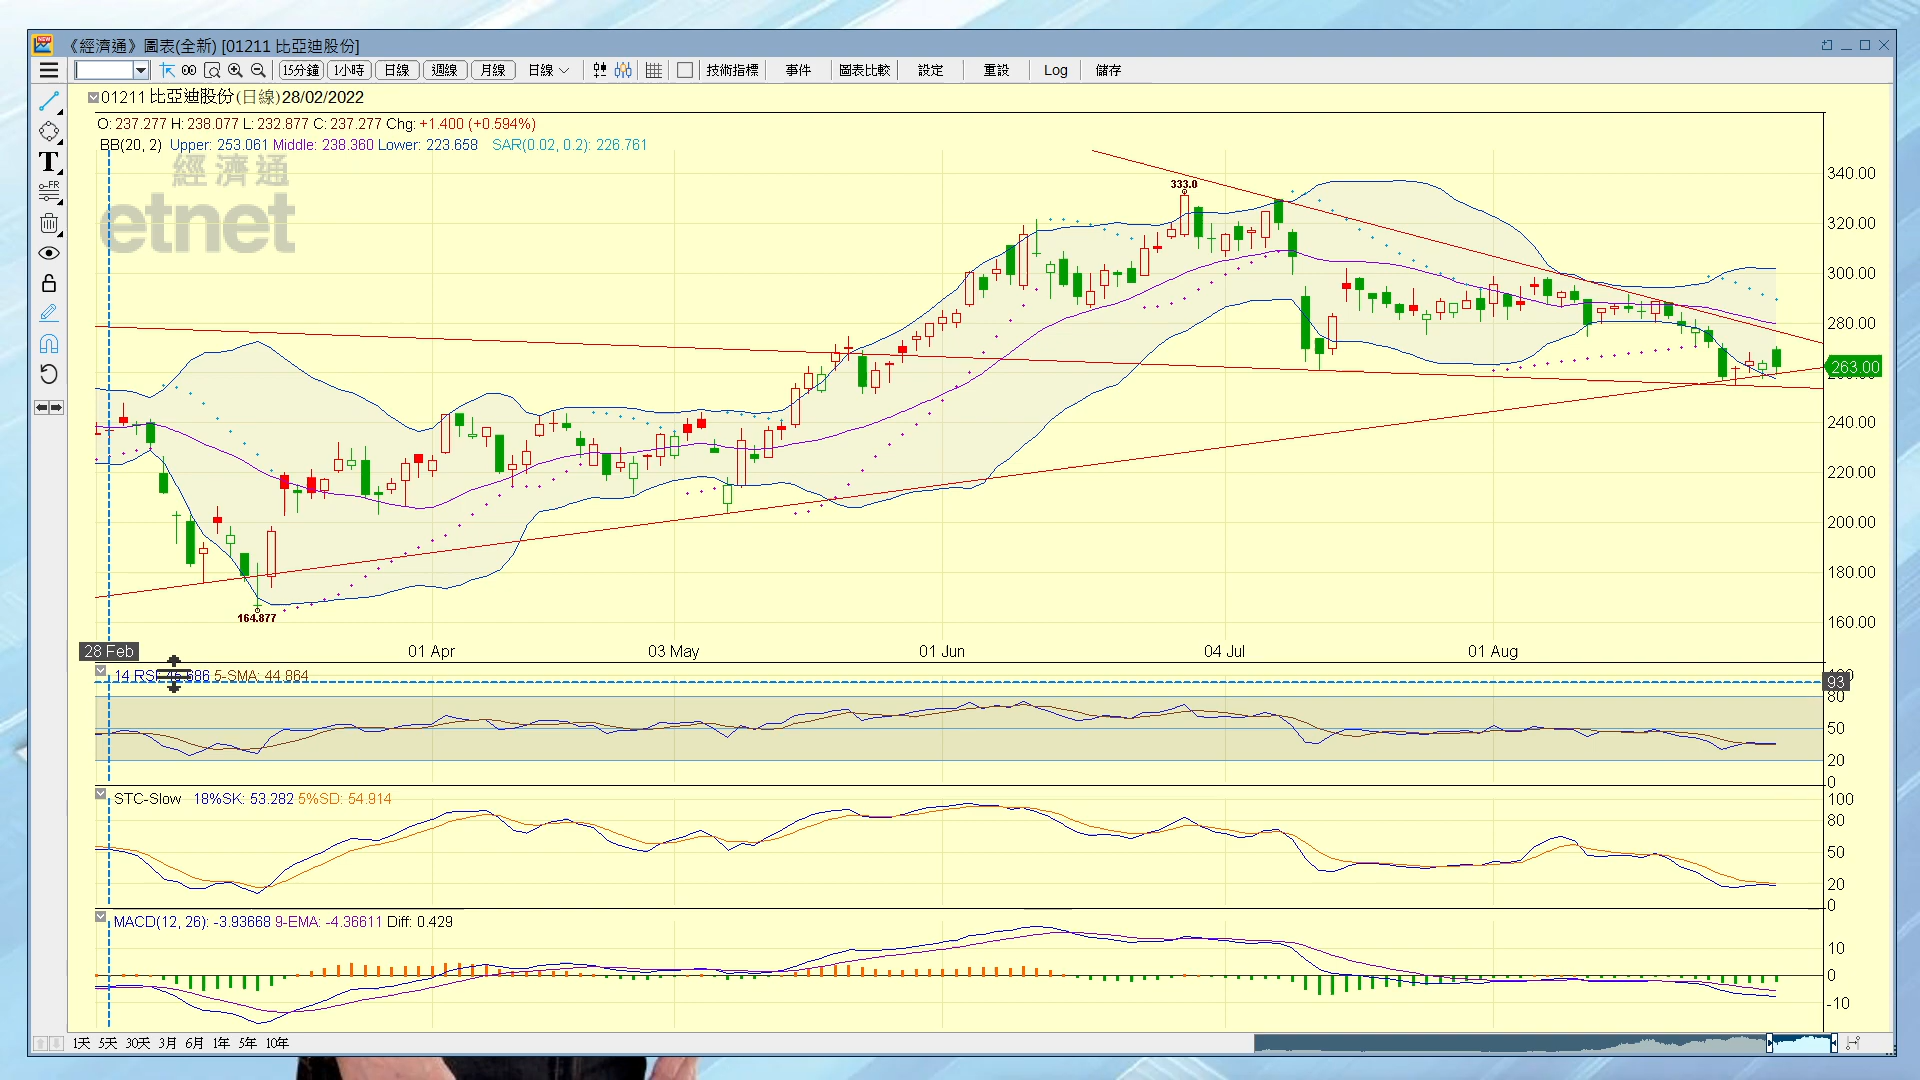 《經濟通》圖表(全新) [01211 比亞迪股份]
15分鐘 1小時 日線 週線 月線 日線 技術指標 事件 圖表比較 設定 重設 Log 儲存
01211 比亞迪股份(日線)28/02/2022
O: 237.277 H: 238.077 L: 232.877 C: 237.277 Chg: +1.400 (+0.594%)
BB(20, 2) Upper: 253.061 Middle: 238.360 Lower: 223.658 SAR(0.02, 0.2): 226.761
經濟通
etnet
T
FR
333.0
164.877
340.00
320.00
300.00
280.00
263.00
240.00
220.00
200.00
180.00
160.00
28 Feb 01 Apr 03 May 01 Jun 04 Jul 01 Aug
14 RSI: 45.686 5-SMA: 44.864
93
80
50
20
0
STC-Slow 18%SK: 53.282 5%SD: 54.914
100
80
50
20
0
MACD(12, 26): -3.93668 9-EMA: -4.36611 Diff: 0.429
10
0
-10
1天 5天 30天 3月 6月 1年 5年 10年